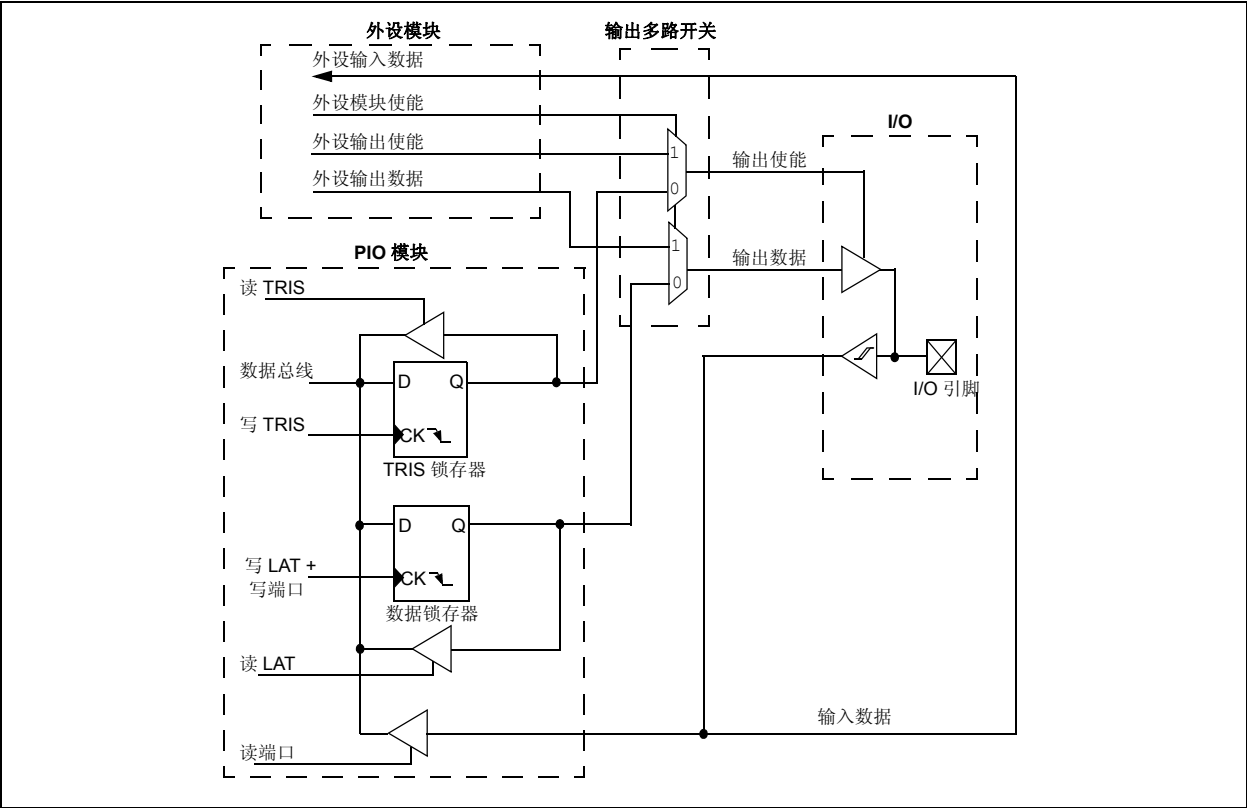 外设模块
输出多路开关
外设输入数据
外设模块使能
外设输出使能
外设输出数据
1
0
1
0
输出使能
输出数据
I/O
I/O 引脚
PIO 模块
读 TRIS
数据总线
D
Q
写 TRIS
CK
TRIS 锁存器
D
Q
写 LAT +
写端口
CK
数据锁存器
读 LAT
读端口
输入数据